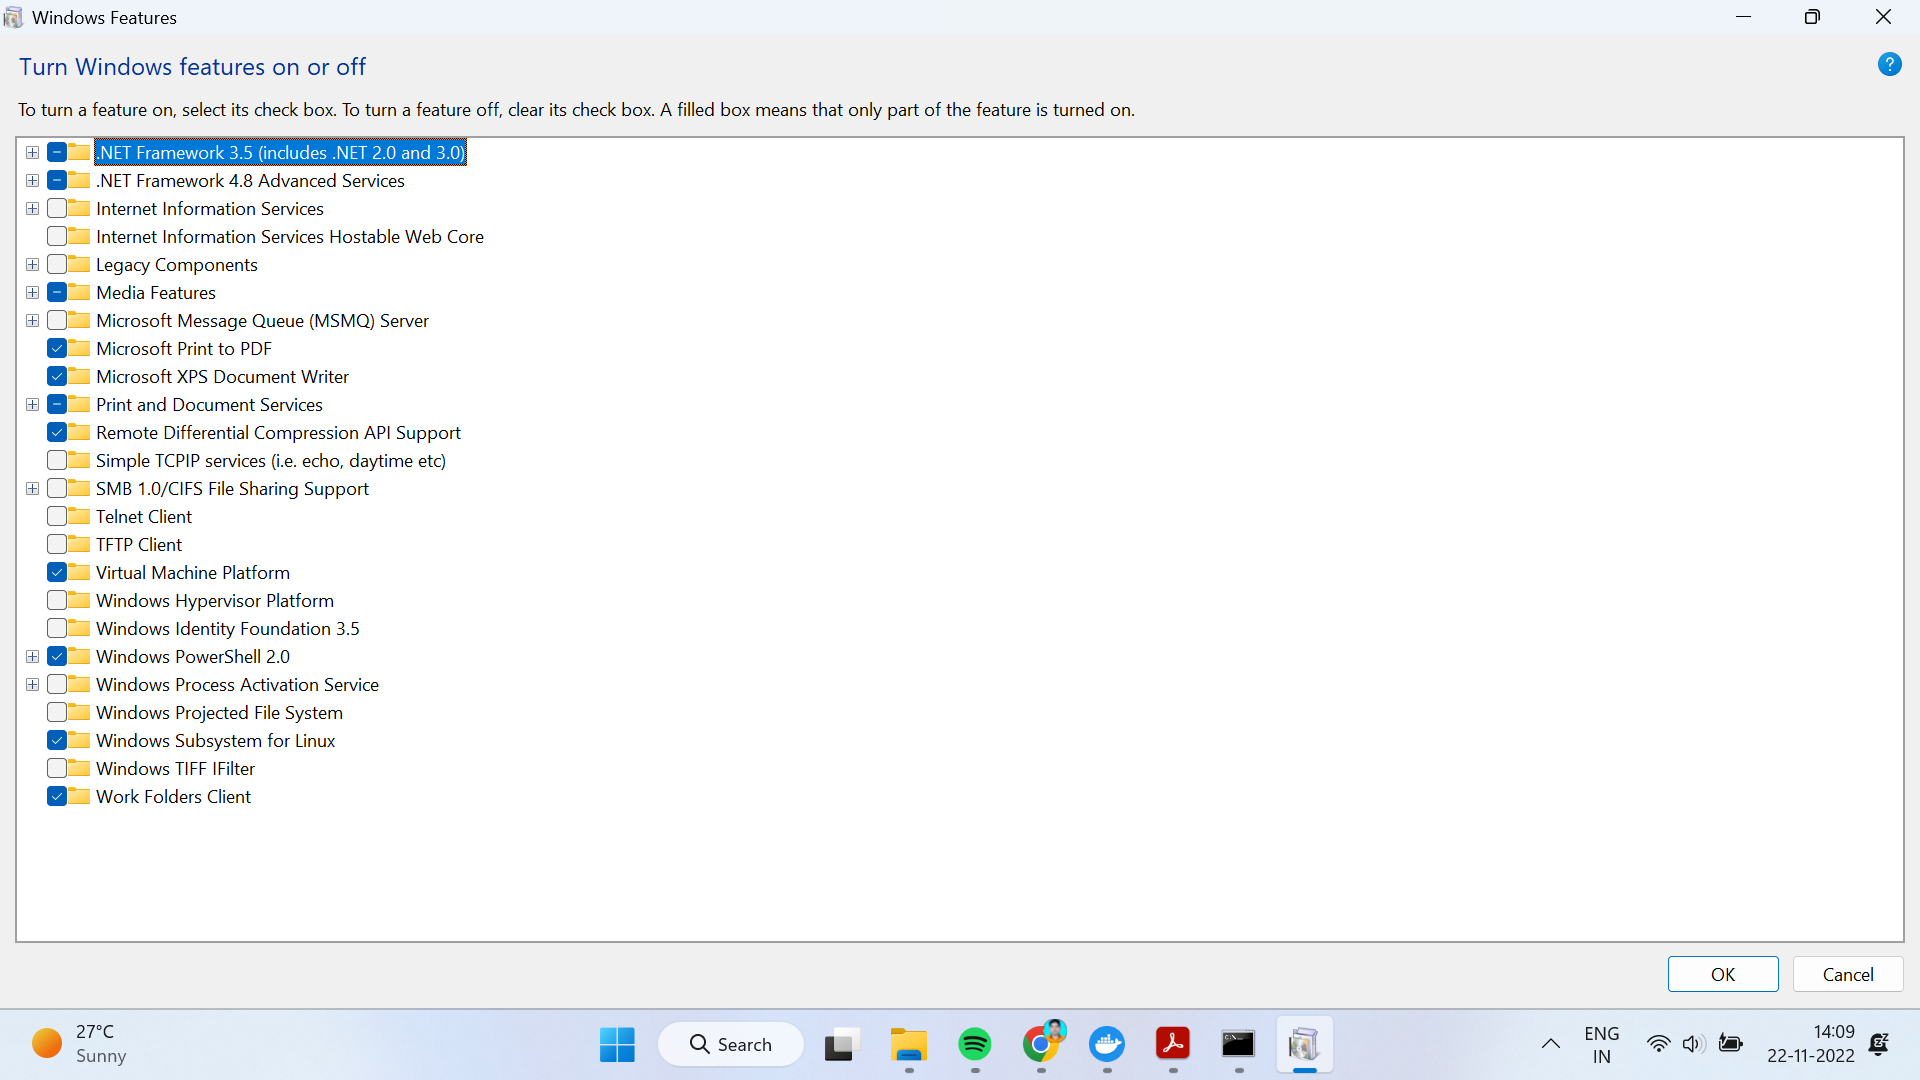 Windows Features
Turn Windows features on or off
?
To turn a feature on, select its check box. To turn a feature off, clear its check box. A filled box means that only part of the feature is turned on.
.NET Framework 3.5 (includes .NET 2.0 and 3.0)
.NET Framework 4.8 Advanced Services
Internet Information Services
Internet Information Services Hostable Web Core
Legacy Components
Media Features
Microsoft Message Queue (MSMQ) Server
Microsoft Print to PDF
Microsoft XPS Document Writer
Print and Document Services
Remote Differential Compression API Support
Simple TCPIP services (i.e. echo, daytime etc)
SMB 1.0/CIFS File Sharing Support
Telnet Client
TFTP Client
Virtual Machine Platform
Windows Hypervisor Platform
Windows Identity Foundation 3.5
Windows PowerShell 2.0
Windows Process Activation Service
Windows Projected File System
Windows Subsystem for Linux
Windows TIFF IFilter
Work Folders Client
OK
Cancel
27°C
Sunny
Search
ENG
IN
14:09
22-11-2022